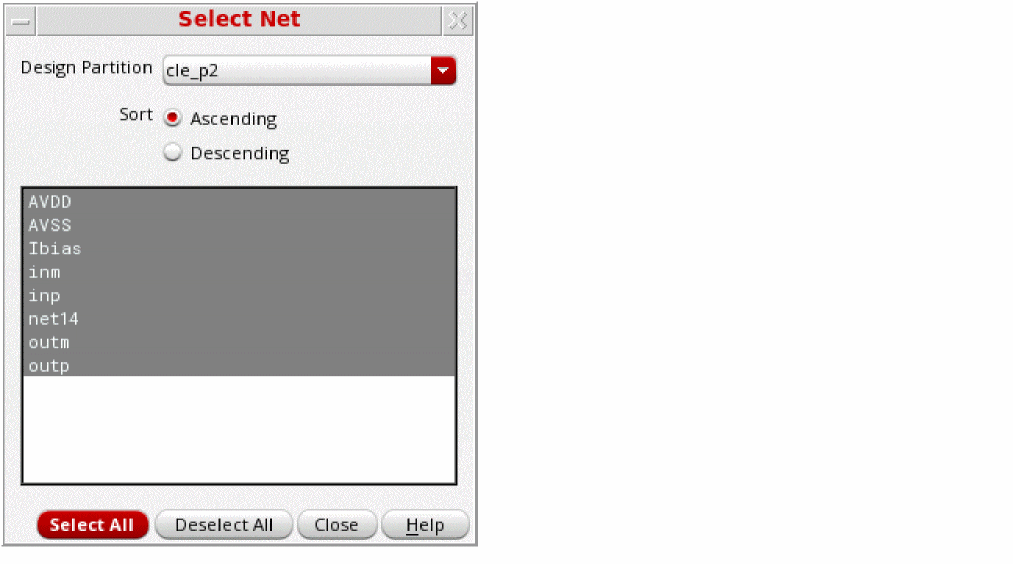 Select Net
Design Partition cle_p2
Sort Ascending
Descending
AVDD
AVSS
Ibias
inm
inp
net14
outm
outp
Select All Deselect All Close Help